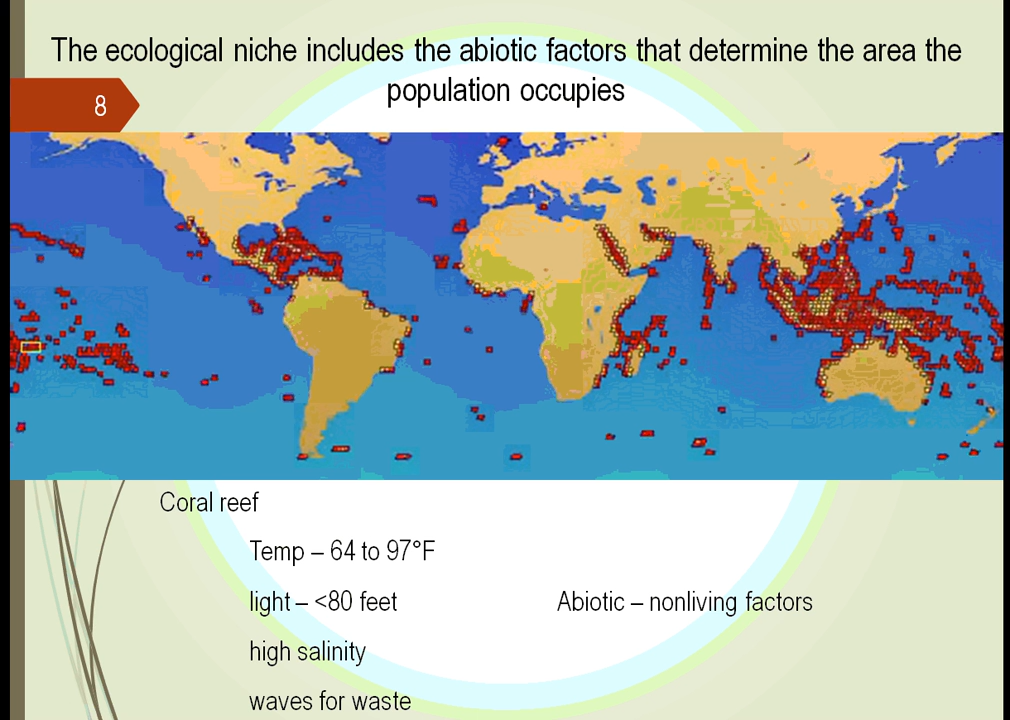 The ecological niche includes the abiotic factors that determine the area the
population occupies
8
Coral reef
Temp – 64 to 97°F
light – <80 feet
Abiotic – nonliving factors
high salinity
waves for waste